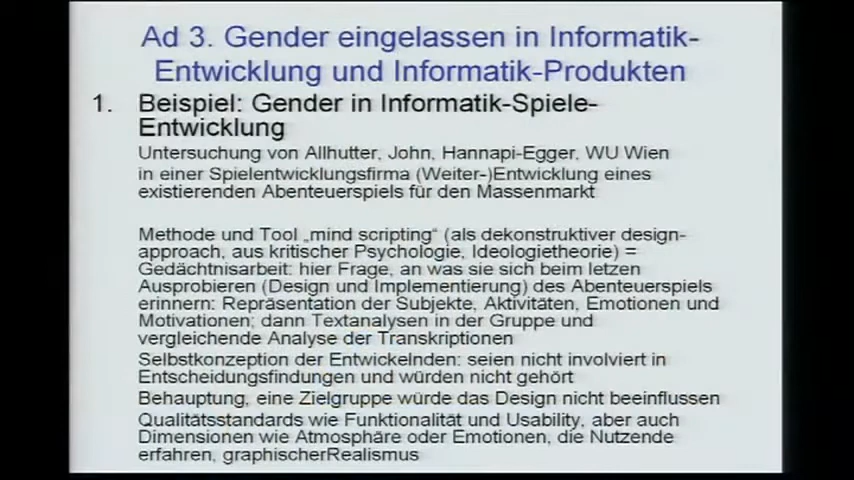 Ad 3. Gender eingelassen in Informatik-
Entwicklung und Informatik-Produkten
1. Beispiel: Gender in Informatik-Spiele-
Entwicklung
Untersuchung von Allhutter, John, Hannapi-Egger, WU Wien
in einer Spielentwicklungsfirma (Weiter-)Entwicklung eines
existierenden Abenteuerspiels für den Massenmarkt
Methode und Tool „mind scripting“ (als dekonstruktiver design-
approach, aus kritischer Psychologie, Ideologietheorie) =
Gedächtnisarbeit: hier Frage, an was sie sich beim letzen
Ausprobieren (Design und Implementierung) des Abenteuerspiels
erinnern: Repräsentation der Subjekte, Aktivitäten, Emotionen und
Motivationen; dann Textanalysen in der Gruppe und
vergleichende Analyse der Transkriptionen
Selbstkonzeption der Entwickelnden: seien nicht involviert in
Entscheidungsfindungen und würden nicht gehört
Behauptung, eine Zielgruppe würde das Design nicht beeinflussen
Qualitätsstandards wie Funktionalität und Usability, aber auch
Dimensionen wie Atmosphäre oder Emotionen, die Nutzende
erfahren, graphischerRealismus